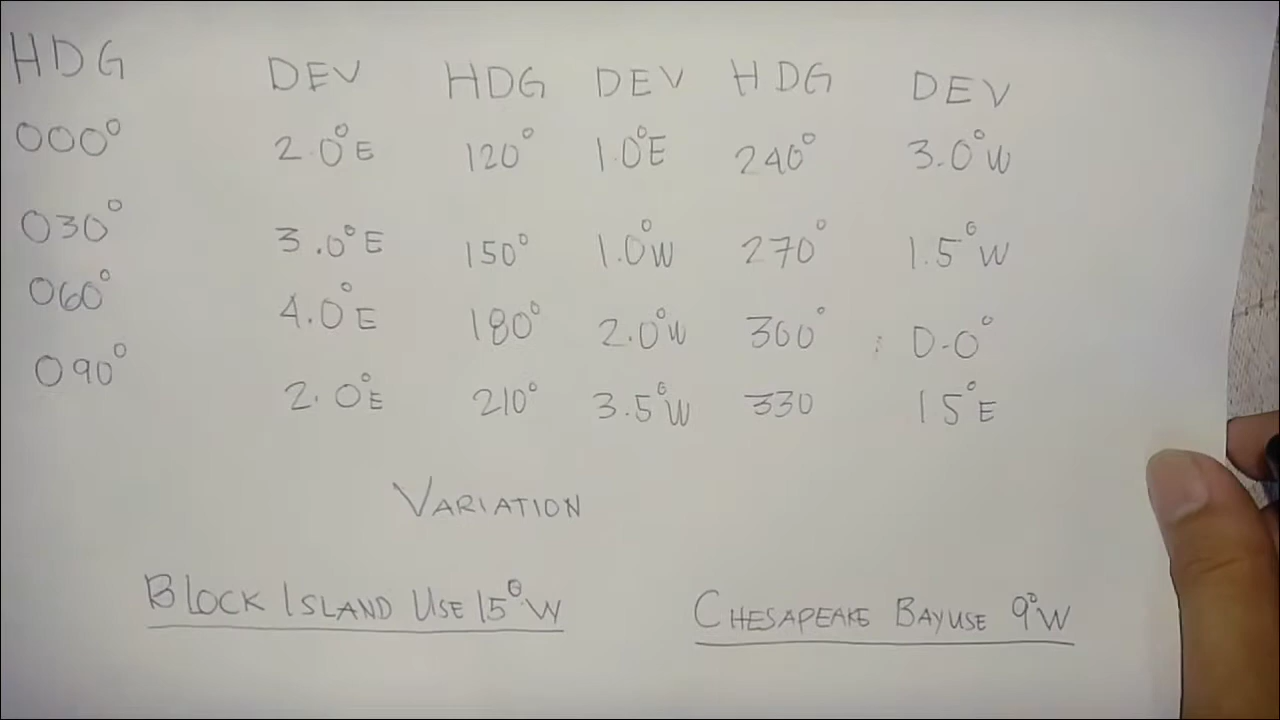 HDG DEV HDG DEV HDG DEV
000° 2.0°E 120° 1.0°E 240° 3.0°W
030° 3.0°E 150° 1.0°W 270° 1.5°W
060° 4.0°E 180° 2.0°W 300° 0.0°
090° 2.0°E 210° 3.5°W 330 15°E
VARIATION
BLOCK ISLAND USE 15°W CHESAPEAKE BAY USE 9°W